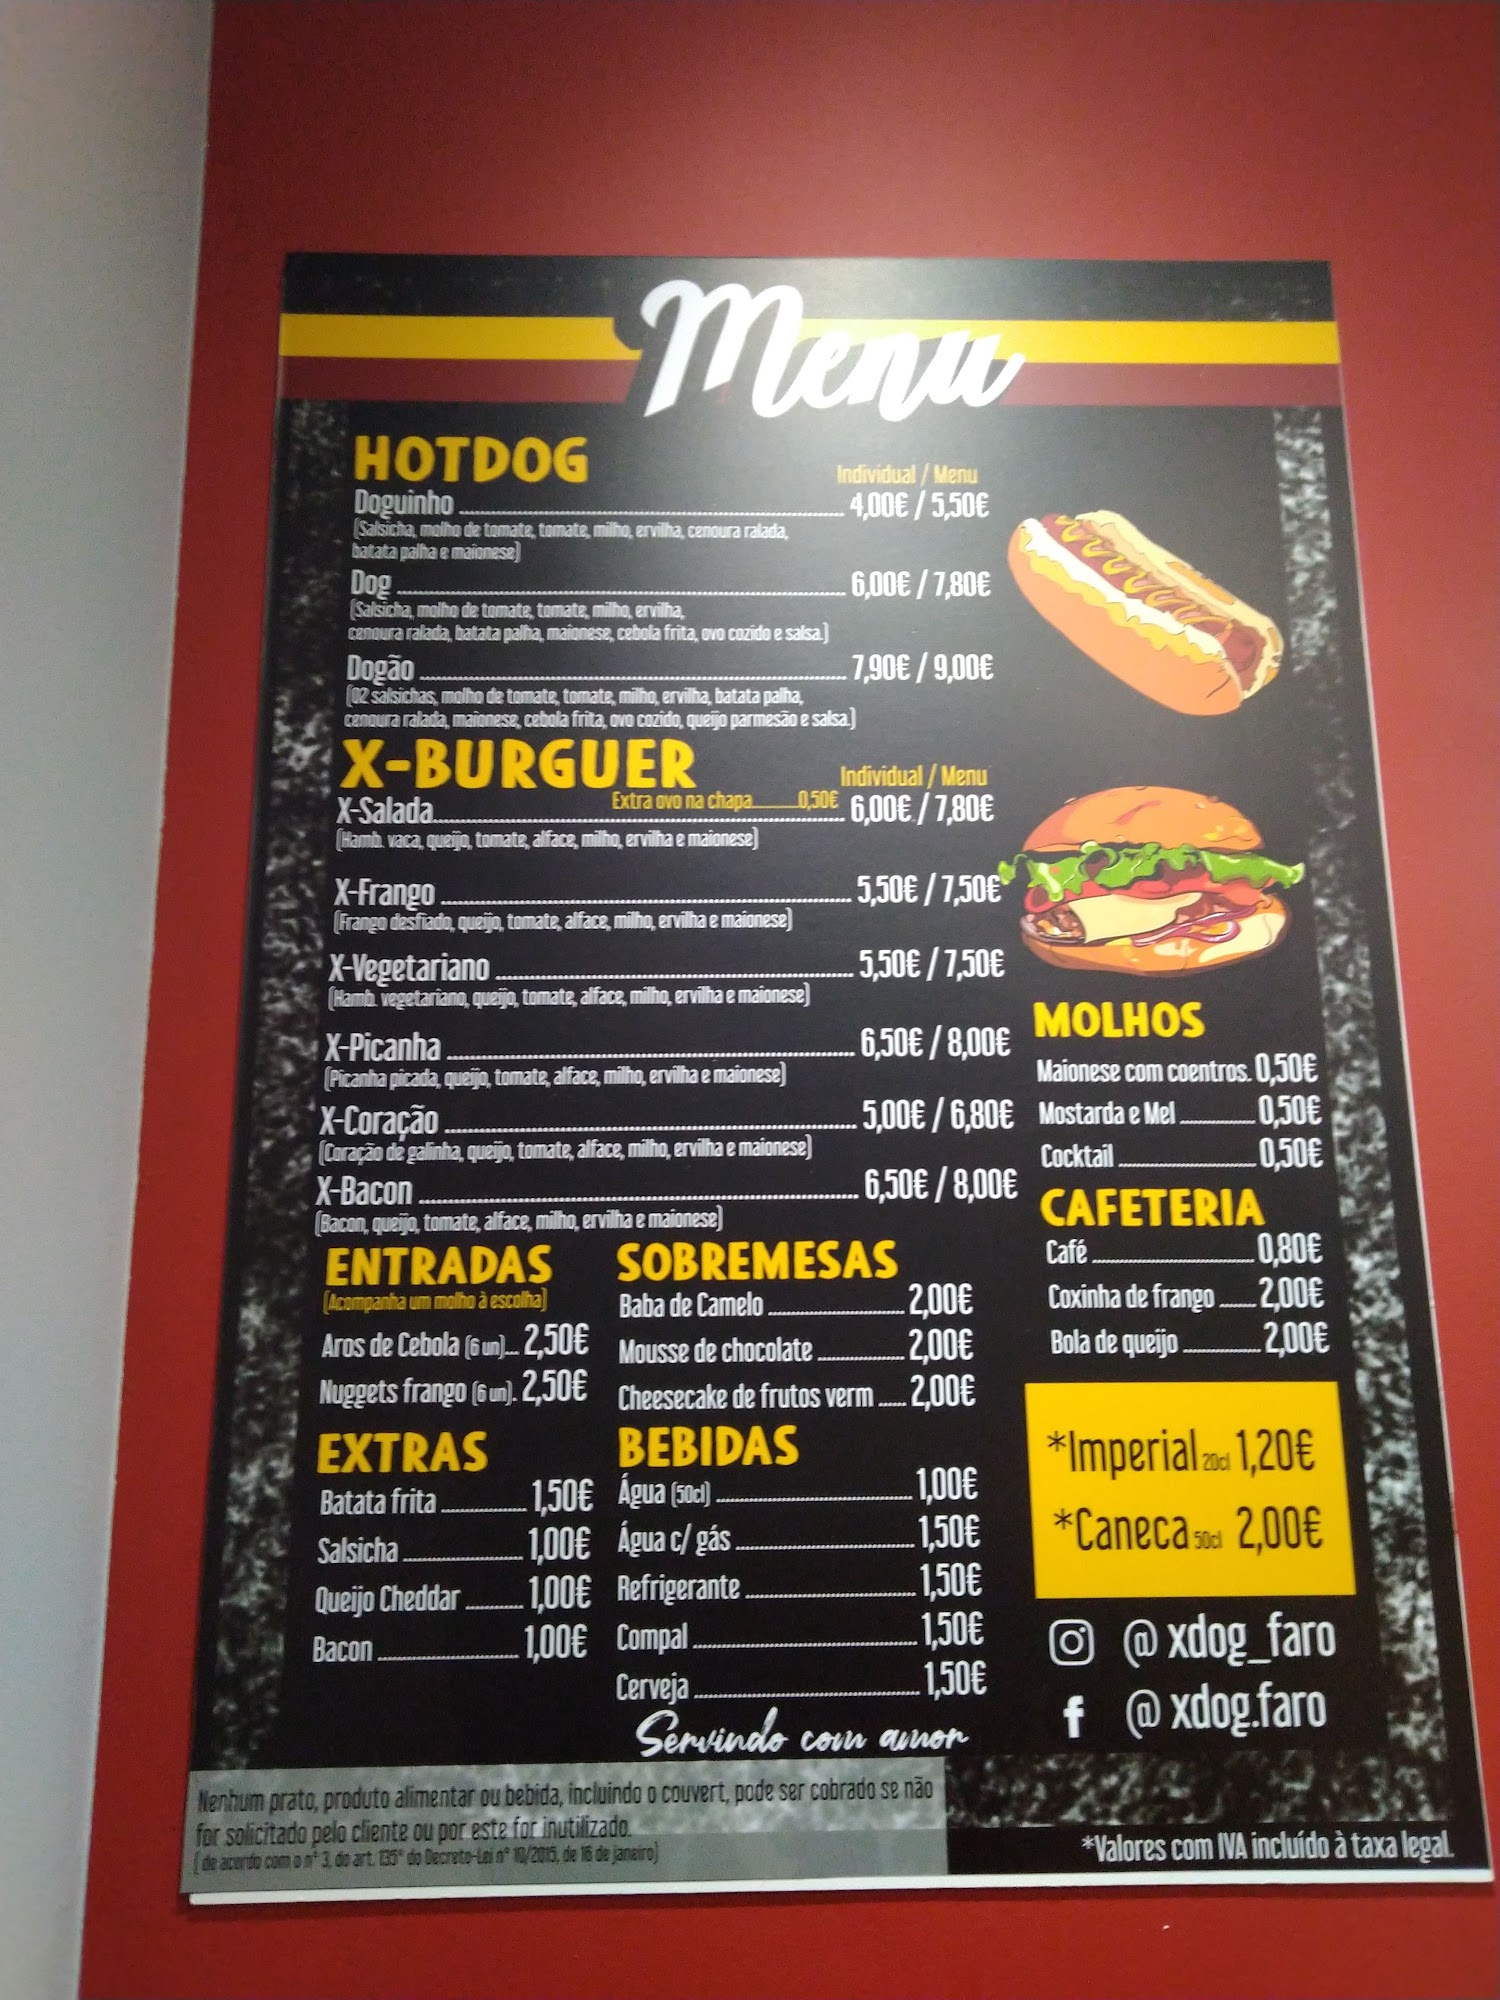 Menu
HOTDOG
Individual / Menu
Doguinho 4,00€ / 5,50€
(Salsicha, molho de tomate, tomate, milho, ervilha, cenoura ralada,
batata palha e maionese)
Dog 6,00€ / 7,80€
(Salsicha, molho de tomate, tomate, milho, ervilha,
cenoura ralada, batata palha, maionese, cebola frita, ovo cozido e salsa.)
Dogão 7,90€ / 9,00€
(02 salsichas, molho de tomate, tomate, milho, ervilha, batata palha,
cenoura ralada, maionese, cebola frita, ovo cozido, queijo parmesão e salsa.)
X-BURGUER
Individual / Menu
Extra ovo na chapa 0,50€
X-Salada 6,00€ / 7,80€
(Hamb. vaca, queijo, tomate, alface, milho, ervilha e maionese)
X-Frango 5,50€ / 7,50€
(Frango desfiado, queijo, tomate, alface, milho, ervilha e maionese)
X-Vegetariano 5,50€ / 7,50€
(Hamb. vegetariano, queijo, tomate, alface, milho, ervilha e maionese)
X-Picanha 6,50€ / 8,00€
(Picanha picada, queijo, tomate, alface, milho, ervilha e maionese)
X-Coração 5,00€ / 6,80€
(Coração de galinha, queijo, tomate, alface, milho, ervilha e maionese)
X-Bacon 6,50€ / 8,00€
(Bacon, queijo, tomate, alface, milho, ervilha e maionese)
ENTRADAS
(Acompanha um molho à escolha)
Aros de Cebola (6 un)... 2,50€
Nuggets frango (6 un). 2,50€
EXTRAS
Batata frita 1,50€
Salsicha 1,00€
Queijo Cheddar 1,00€
Bacon 1,00€
SOBREMESAS
Baba de Camelo 2,00€
Mousse de chocolate 2,00€
Cheesecake de frutos verm 2,00€
BEBIDAS
Água (50cl) 1,00€
Água c/ gás 1,50€
Refrigerante 1,50€
Compal 1,50€
Cerveja 1,50€
Servindo com amor
MOLHOS
Maionese com coentros. 0,50€
Mostarda e Mel 0,50€
Cocktail 0,50€
CAFETERIA
Café 0,80€
Coxinha de frango 2,00€
Bola de queijo 2,00€
*Imperial 20cl 1,20€
*Caneca 50cl 2,00€
@ xdog_faro
@ xdog.faro
Nenhum prato, produto alimentar ou bebida, incluindo o couvert, pode ser cobrado se não
for solicitado pelo cliente ou por este for inutilizado.
( de acordo com o nº 3, do art. 135º do Decreto-Lei nº 10/2015, de 16 de janeiro)
*Valores com IVA incluído à taxa legal.